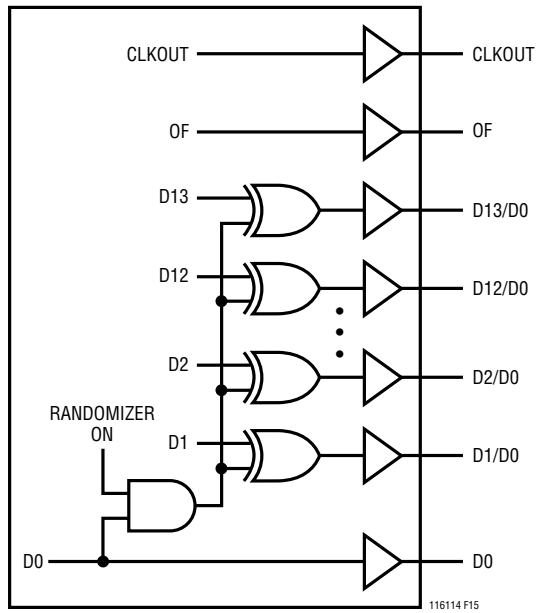 CLKOUT CLKOUT
OF OF
D13 D13/D0
D12 D12/D0
D2 D2/D0
RANDOMIZER
ON
D1 D1/D0
D0 D0
116114 F15